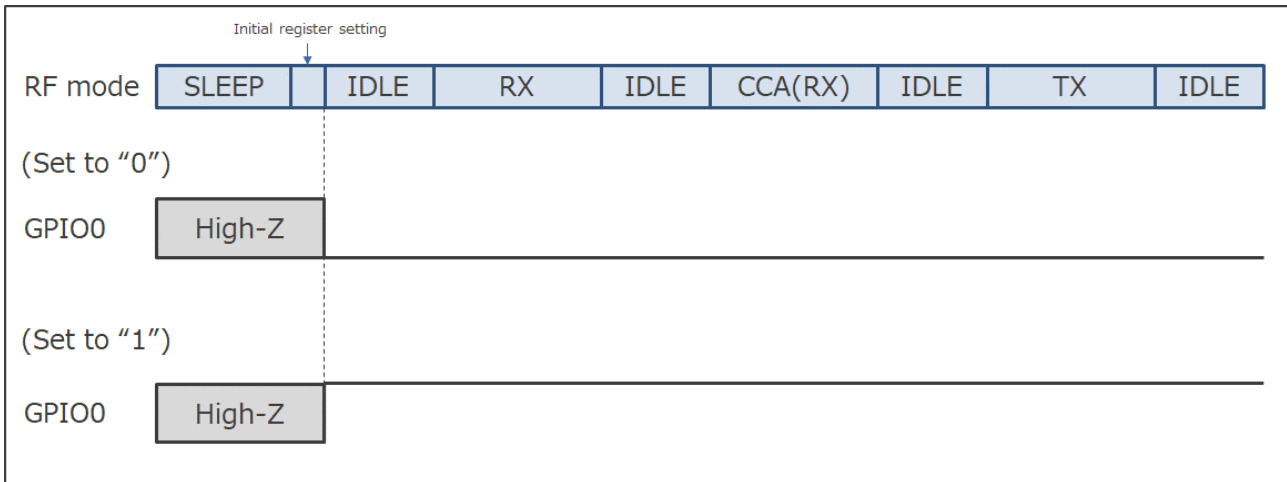 Initial register setting
RF mode SLEEP IDLE RX IDLE CCA(RX) IDLE TX IDLE
(Set to “0”)
GPIO0 High-Z
(Set to “1”)
GPIO0 High-Z